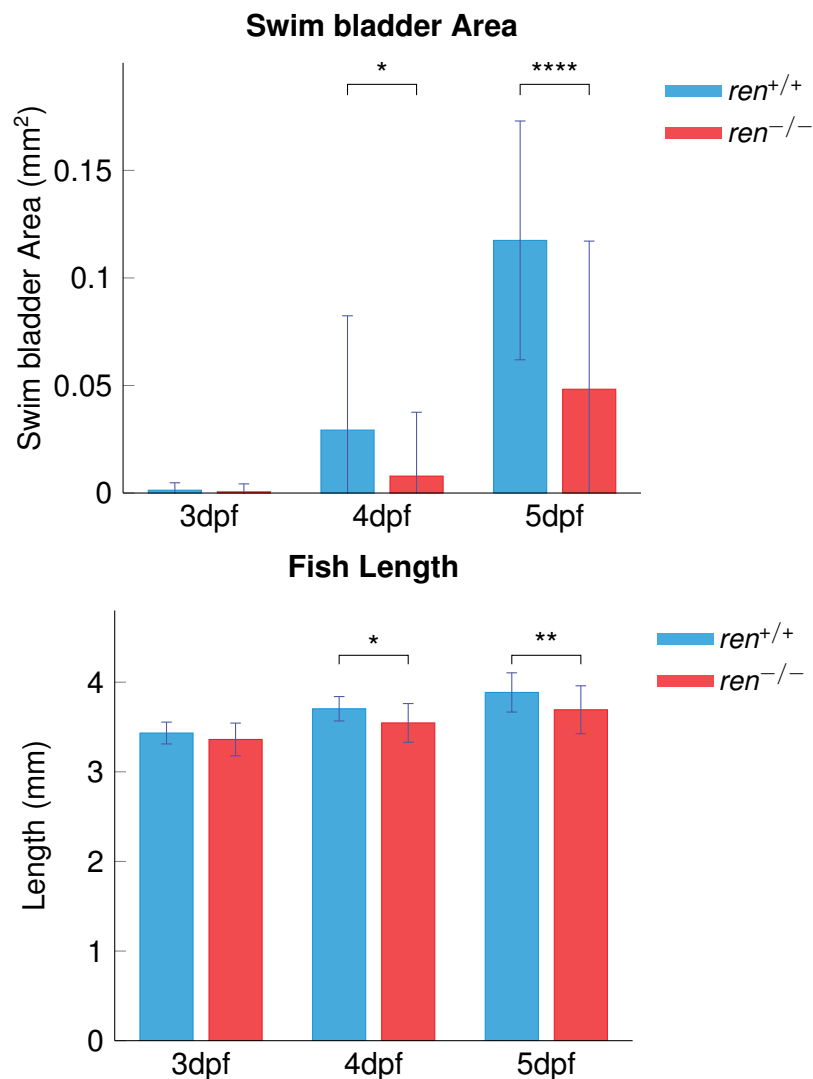 Swim bladder Area
Swim bladder Area (mm²)
0.15
0.1
0.05
0
* ****
ren⁺/⁺
ren⁻/⁻
3dpf 4dpf 5dpf
Fish Length
Length (mm)
4
3
2
1
0
* **
ren⁺/⁺
ren⁻/⁻
3dpf 4dpf 5dpf